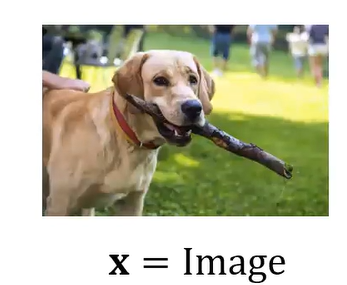 x = Image